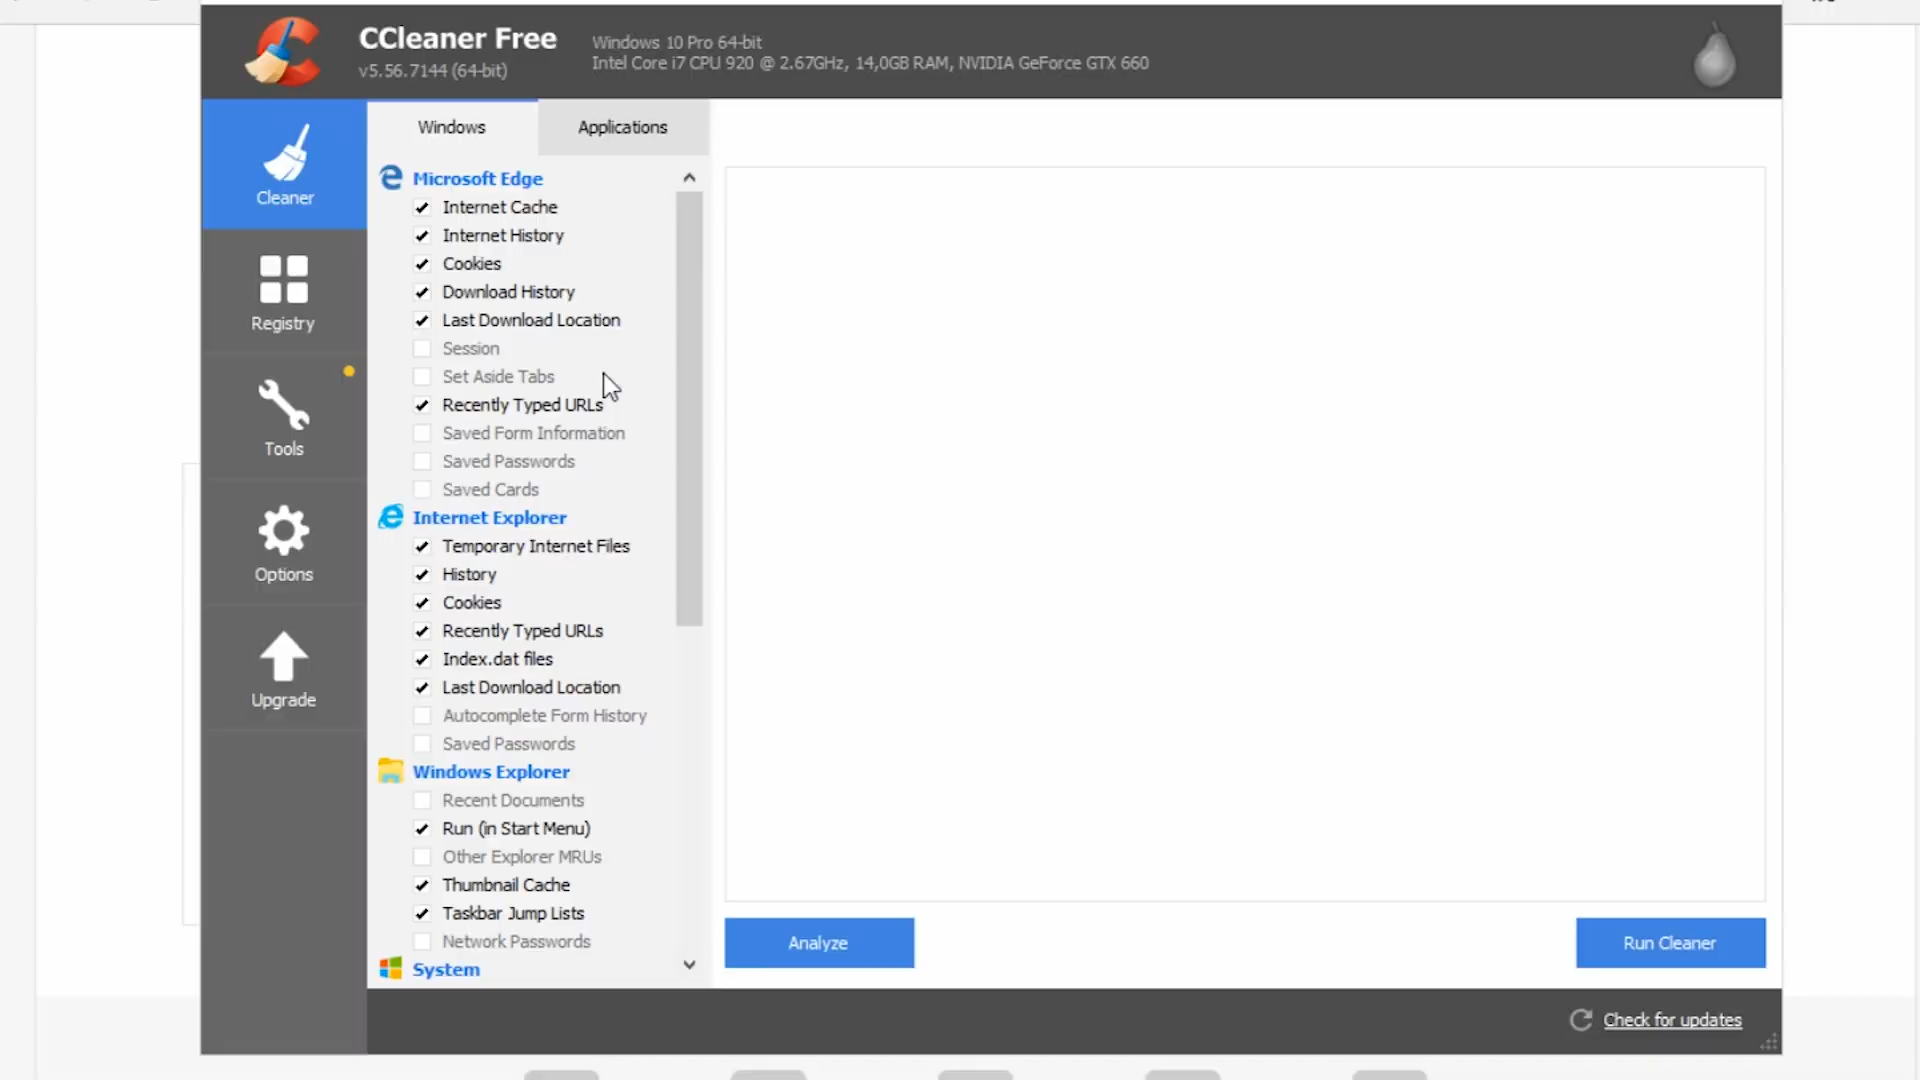 CCleaner Free
v5.56.7144 (64-bit)
Windows 10 Pro 64-bit
Intel Core i7 CPU 920 @ 2.67GHz, 14,0GB RAM, NVIDIA GeForce GTX 660
Cleaner
Registry
Tools
Options
Upgrade
Windows
Applications
Microsoft Edge
Internet Cache
Internet History
Cookies
Download History
Last Download Location
Session
Set Aside Tabs
Recently Typed URLs
Saved Form Information
Saved Passwords
Saved Cards
Internet Explorer
Temporary Internet Files
History
Cookies
Recently Typed URLs
Index.dat files
Last Download Location
Autocomplete Form History
Saved Passwords
Windows Explorer
Recent Documents
Run (in Start Menu)
Other Explorer MRUs
Thumbnail Cache
Taskbar Jump Lists
Network Passwords
System
Analyze
Run Cleaner
Check for updates